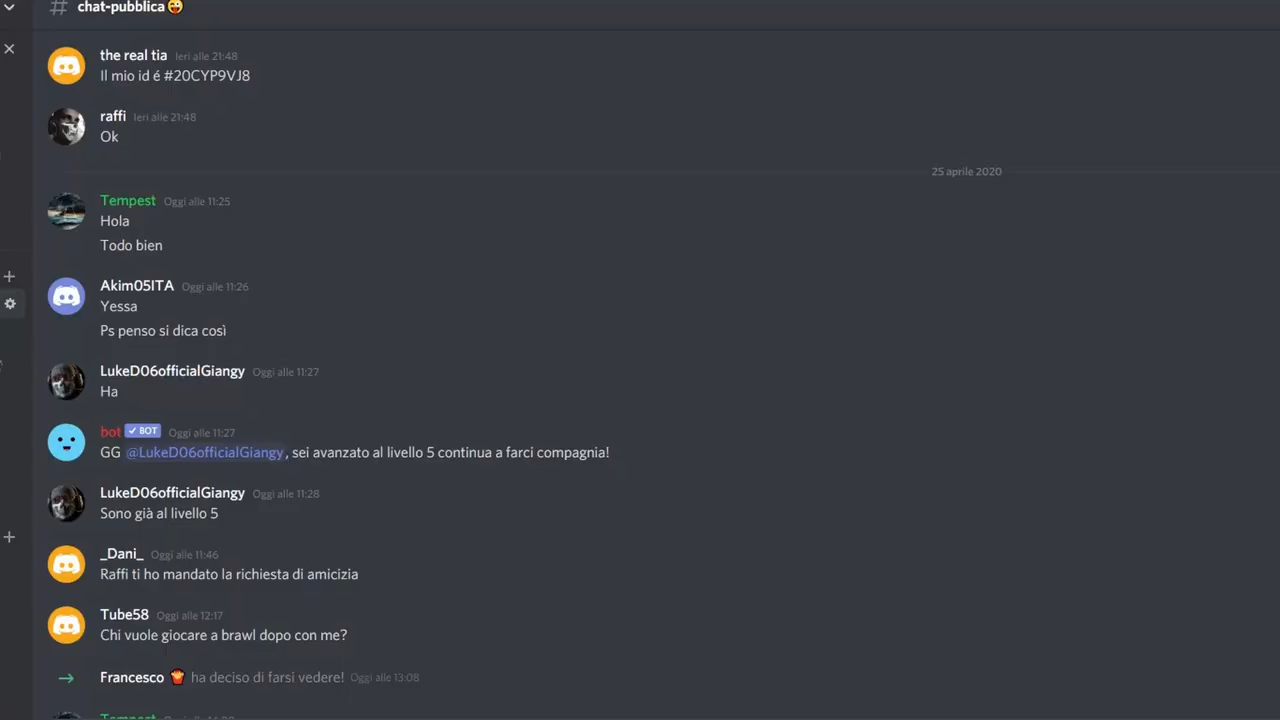 # chat-pubblica😜
the real tia Ieri alle 21:48
Il mio id é #20CYP9VJ8
raffi Ieri alle 21:48
Ok
25 aprile 2020
Tempest Oggi alle 11:25
Hola
Todo bien
Akim05ITA Oggi alle 11:26
Yessa
Ps penso si dica così
LukeD06officialGiangy Oggi alle 11:27
Ha
bot ✓ BOT Oggi alle 11:27
GG @LukeD06officialGiangy, sei avanzato al livello 5 continua a farci compagnia!
LukeD06officialGiangy Oggi alle 11:28
Sono già al livello 5
_Dani_ Oggi alle 11:46
Raffi ti ho mandato la richiesta di amicizia
Tube58 Oggi alle 12:17
Chi vuole giocare a brawl dopo con me?
Francesco 🍟 ha deciso di farsi vedere! Oggi alle 13:08
Tempest Oggi alle